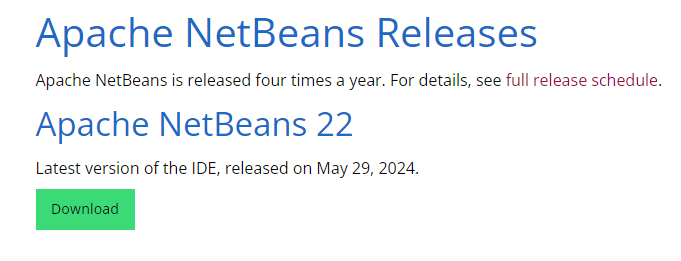 Apache NetBeans Releases
Apache NetBeans is released four times a year. For details, see full release schedule.
Apache NetBeans 22
Latest version of the IDE, released on May 29, 2024.
Download